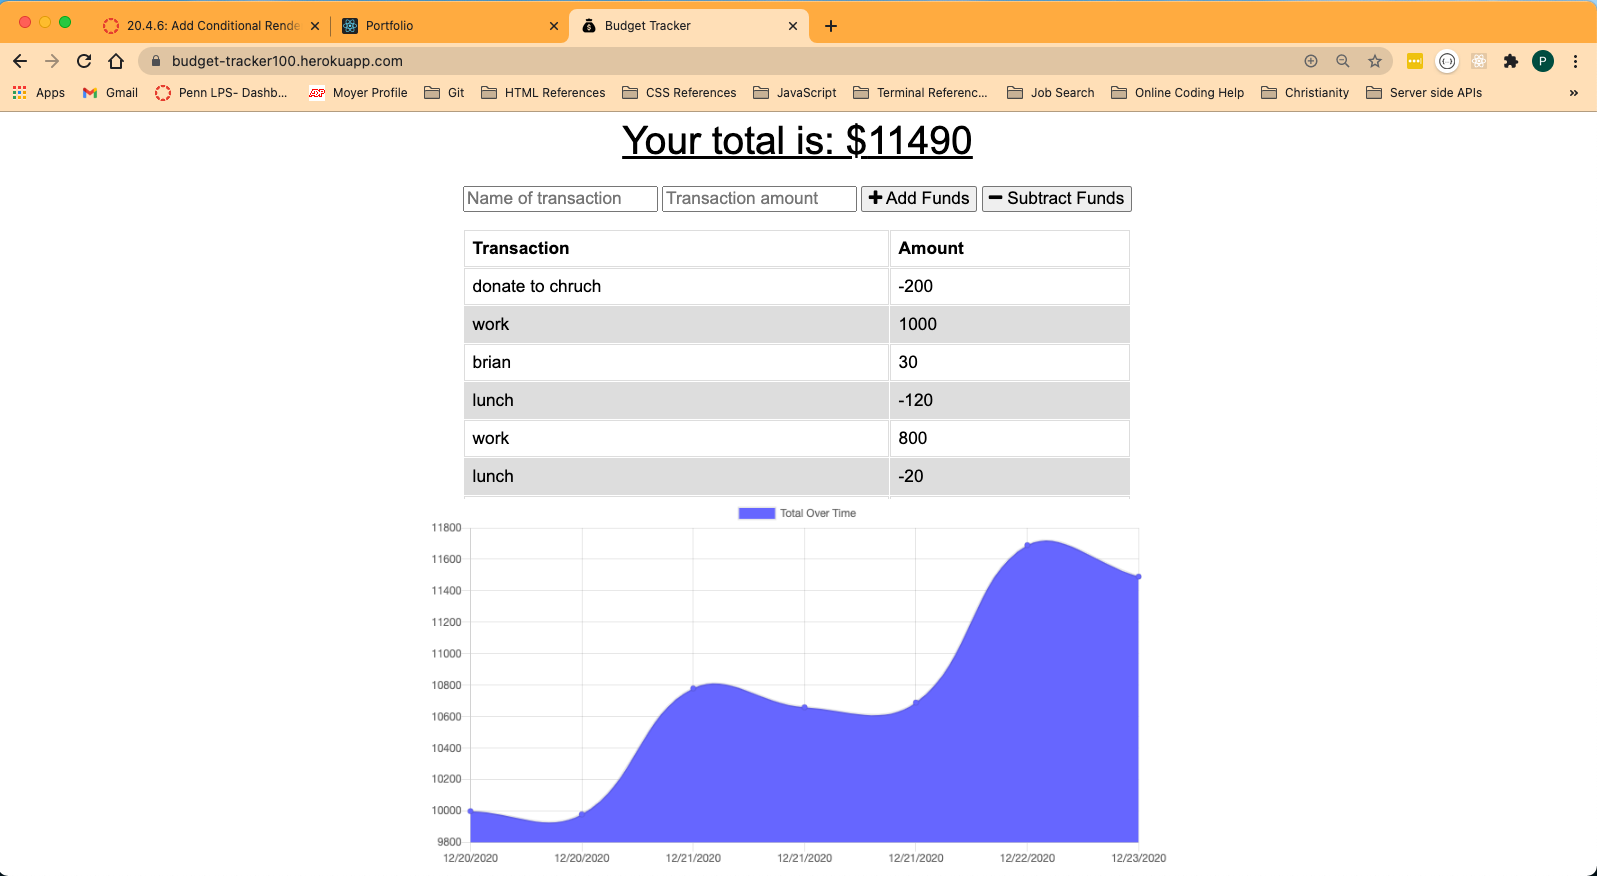 20.4.6: Add Conditional Rende
Portfolio
Budget Tracker
budget-tracker100.herokuapp.com
P
Apps
Gmail
Penn LPS- Dashb...
ADP Moyer Profile
Git
HTML References
CSS References
JavaScript
Terminal Referenc...
Job Search
Online Coding Help
Christianity
Server side APIs
»
Your total is: $11490
Name of transaction Transaction amount Add Funds Subtract Funds
Transaction Amount
donate to chruch -200
work 1000
brian 30
lunch -120
work 800
lunch -20
Total Over Time
11800
11600
11400
11200
11000
10800
10600
10400
10200
10000
9800
12/20/2020 12/20/2020 12/21/2020 12/21/2020 12/21/2020 12/22/2020 12/23/2020